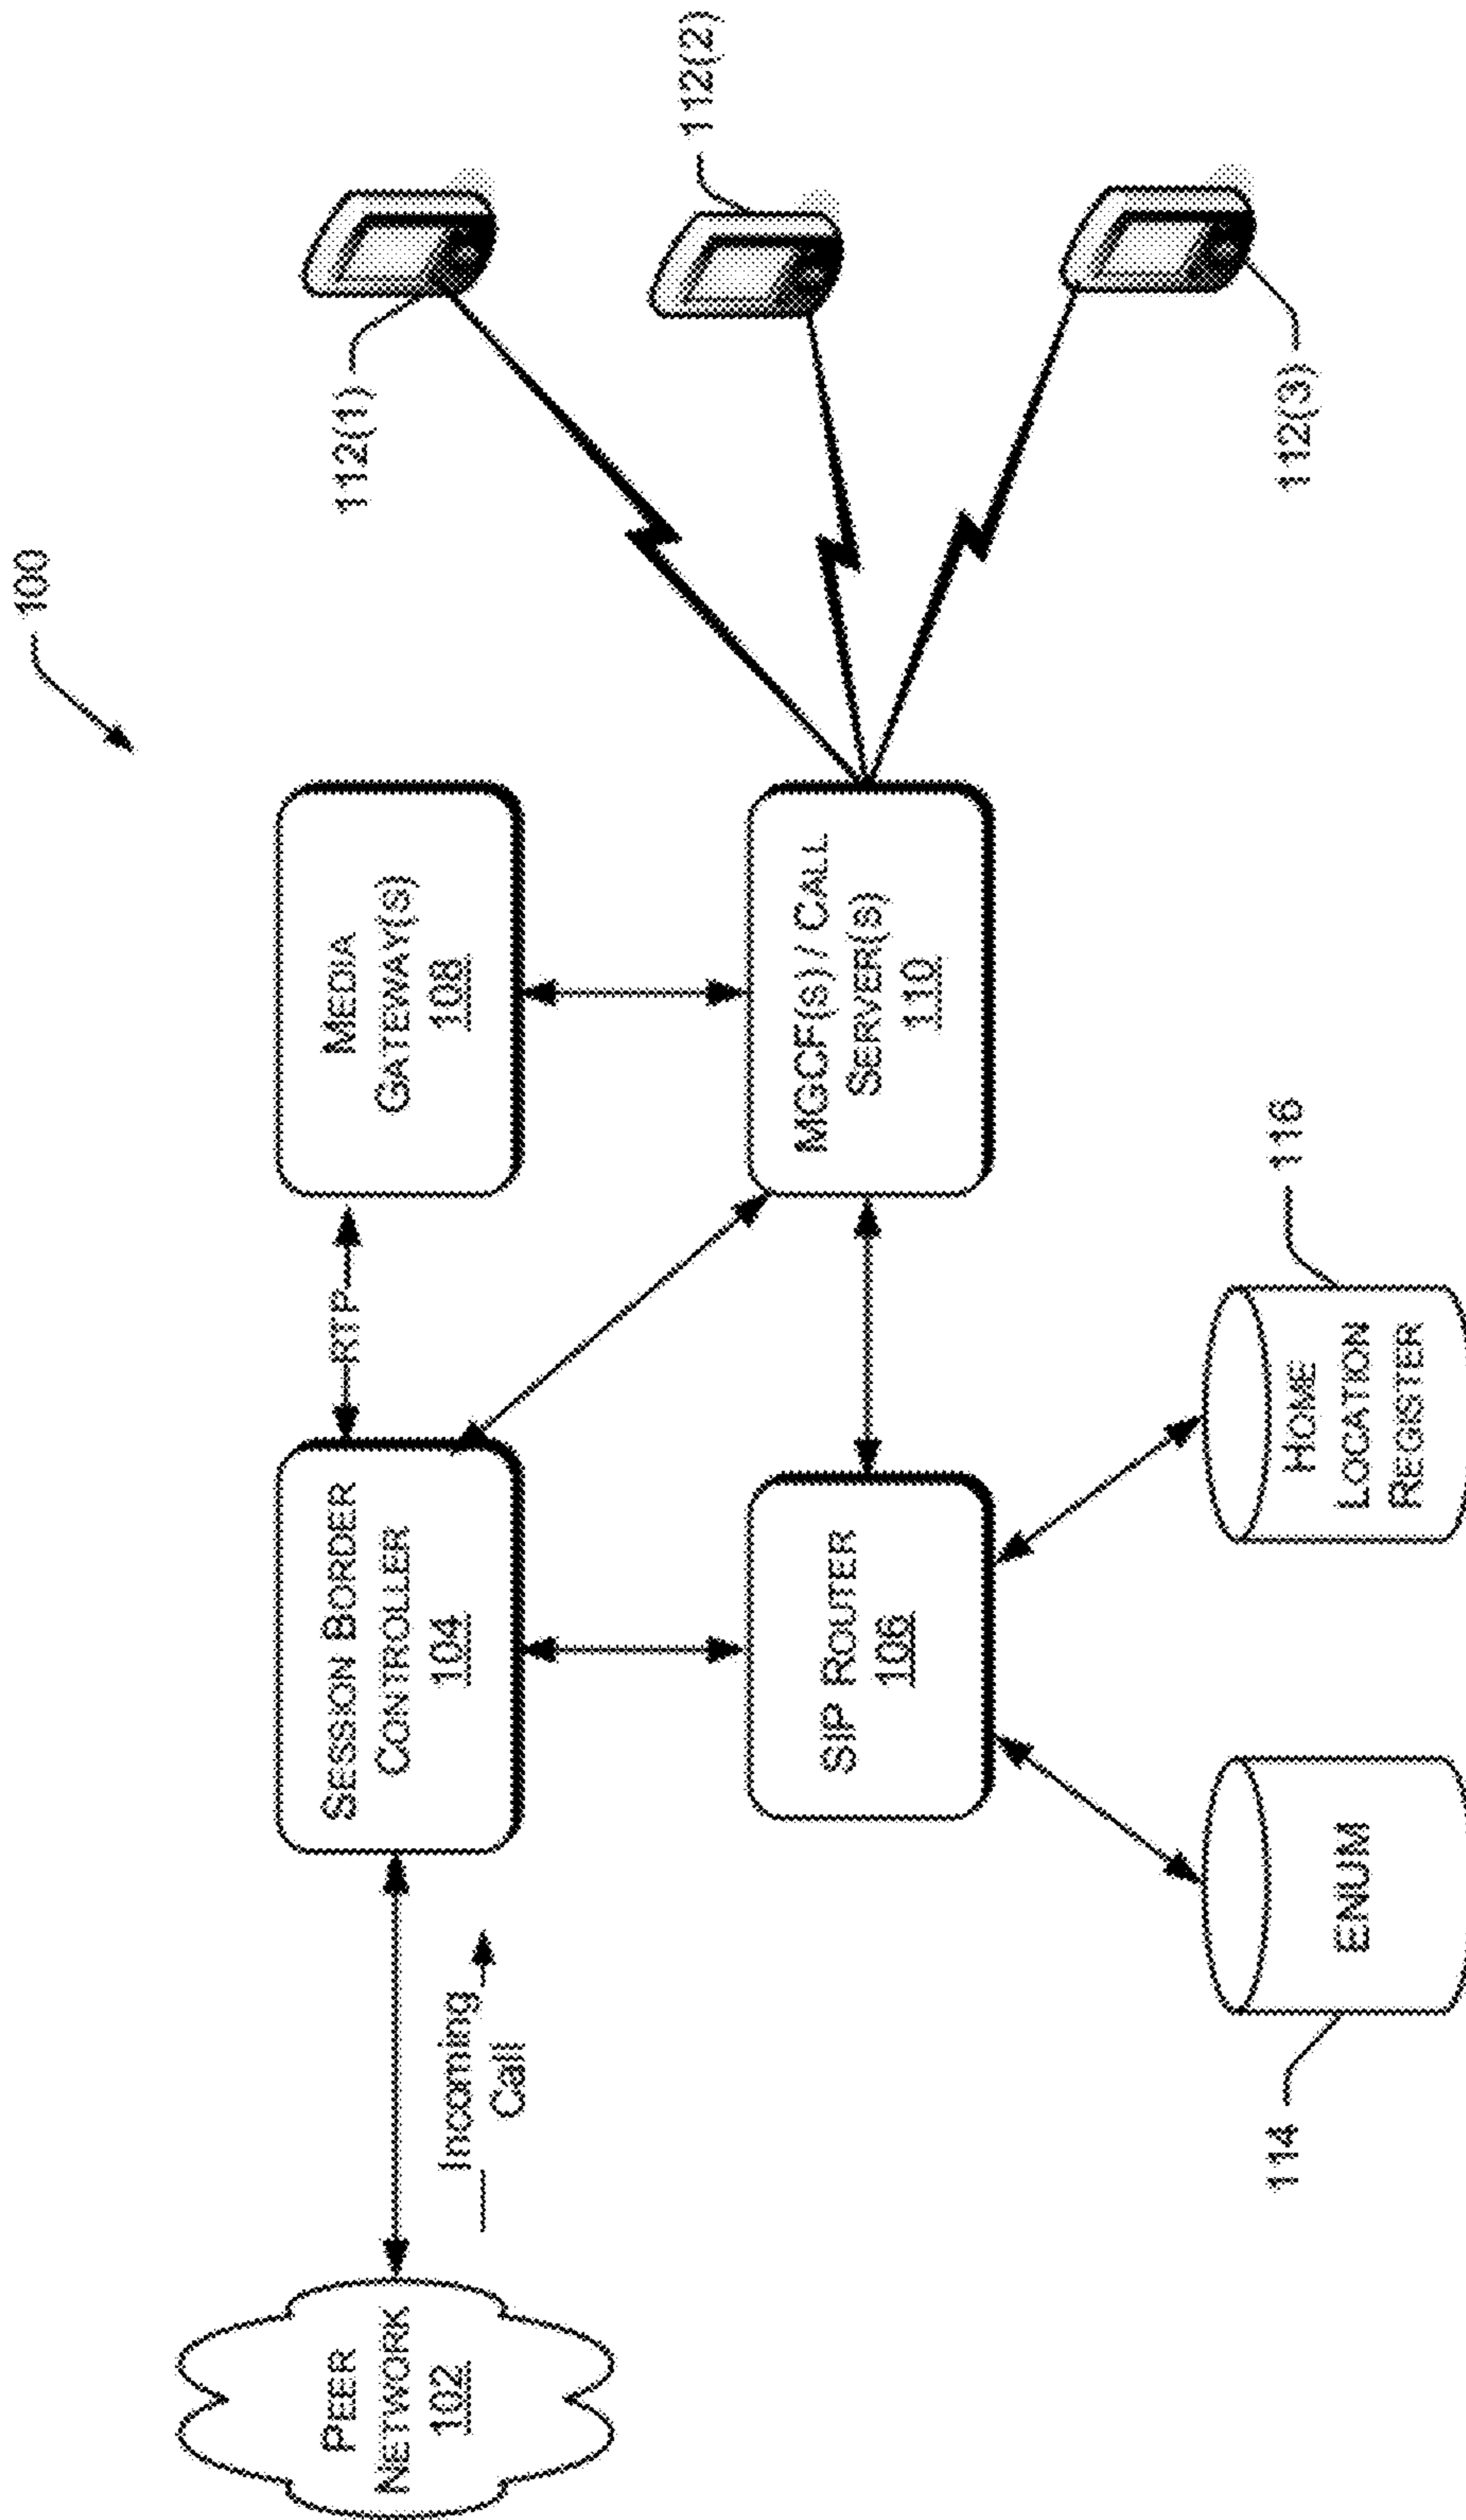 100
PEER
NETWORK
102
Incoming
Call
SESSION BORDER
CONTROLLER
104
RTP
MEDIA
GATEWAY(S)
108
112(1)
112(2)
SIP ROUTER
106
MGCF(S) / CALL
SERVER(S)
110
112(3)
114
ENUM
HOME
LOCATION
REGISTER
116